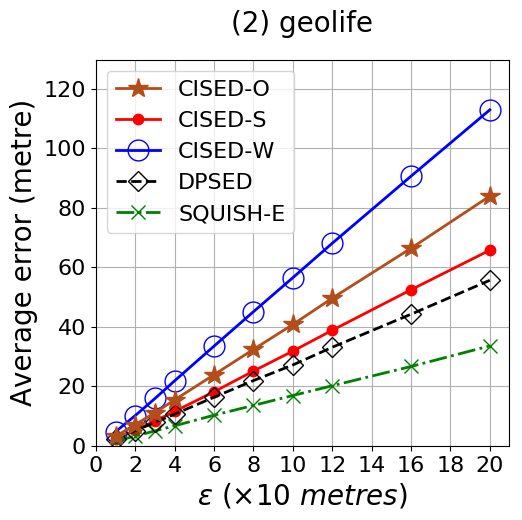 (2) geolife
Average error (metre)
120
100
80
60
40
20
0
CISED-O
CISED-S
CISED-W
DPSED
SQUISH-E
0 2 4 6 8 10 12 14 16 18 20
ε (×10 metres)